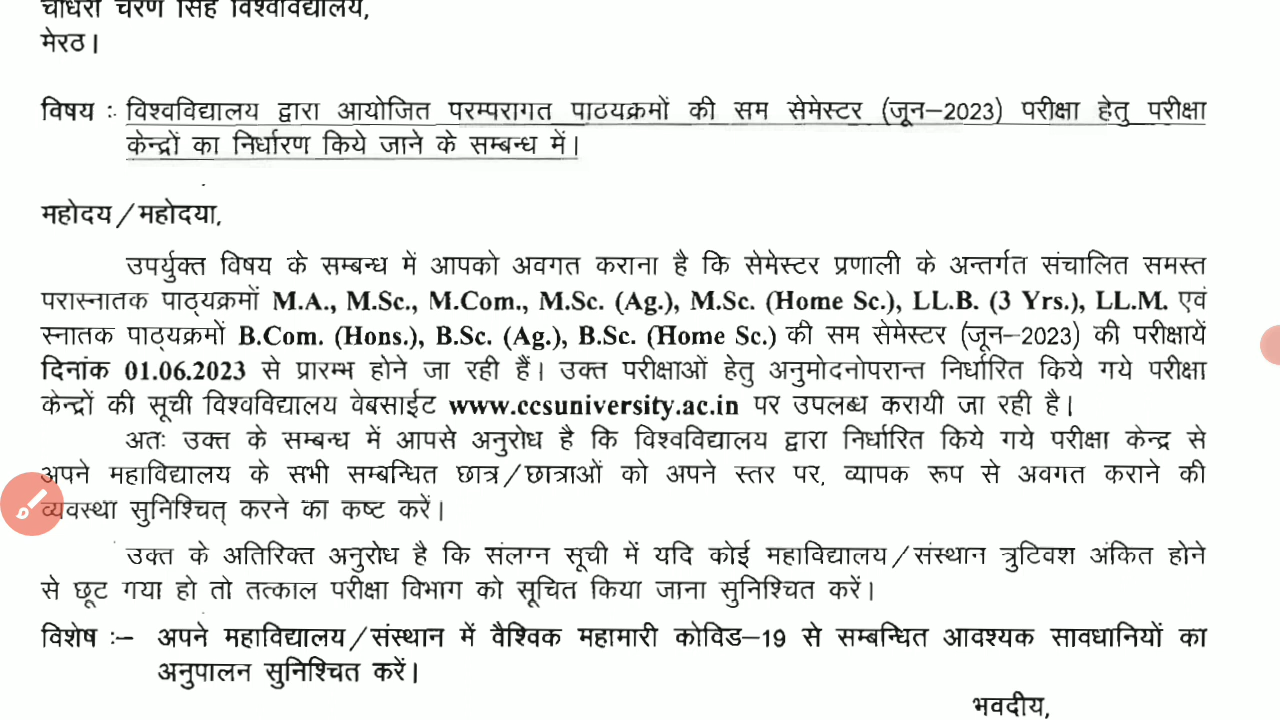 चौधरी चरण सिंह विश्वविद्यालय,
मेरठ।
विषय : विश्वविद्यालय द्वारा आयोजित परम्परागत पाठयक्रमों की सम सेमेस्टर (जून–2023) परीक्षा हेतु परीक्षा
केन्द्रों का निर्धारण किये जाने के सम्बन्ध में।
महोदय/महोदया,
उपर्युक्त विषय के सम्बन्ध में आपको अवगत कराना है कि सेमेस्टर प्रणाली के अन्तर्गत संचालित समस्त
परास्नातक पाठ्यक्रमों M.A., M.Sc., M.Com., M.Sc. (Ag.), M.Sc. (Home Sc.), LL.B. (3 Yrs.), LL.M. एवं
स्नातक पाठ्यक्रमों B.Com. (Hons.), B.Sc. (Ag.), B.Sc. (Home Sc.) की सम सेमेस्टर (जून–2023) की परीक्षायें
दिनांक 01.06.2023 से प्रारम्भ होने जा रही हैं। उक्त परीक्षाओं हेतु अनुमोदनोपरान्त निर्धारित किये गये परीक्षा
केन्द्रों की सूची विश्वविद्यालय वेबसाईट www.ccsuniversity.ac.in पर उपलब्ध करायी जा रही है।
अतः उक्त के सम्बन्ध में आपसे अनुरोध है कि विश्वविद्यालय द्वारा निर्धारित किये गये परीक्षा केन्द्र से
अपने महाविद्यालय के सभी सम्बन्धित छात्र/छात्राओं को अपने स्तर पर, व्यापक रूप से अवगत कराने की
व्यवस्था सुनिश्चित् करने का कष्ट करें।
उक्त के अतिरिक्त अनुरोध है कि संलग्न सूची में यदि कोई महाविद्यालय/संस्थान त्रुटिवश अंकित होने
से छूट गया हो तो तत्काल परीक्षा विभाग को सूचित किया जाना सुनिश्चित करें।
विशेष :– अपने महाविद्यालय/संस्थान में वैश्विक महामारी कोविड–19 से सम्बन्धित आवश्यक सावधानियों का
अनुपालन सुनिश्चित करें।
भवदीय,